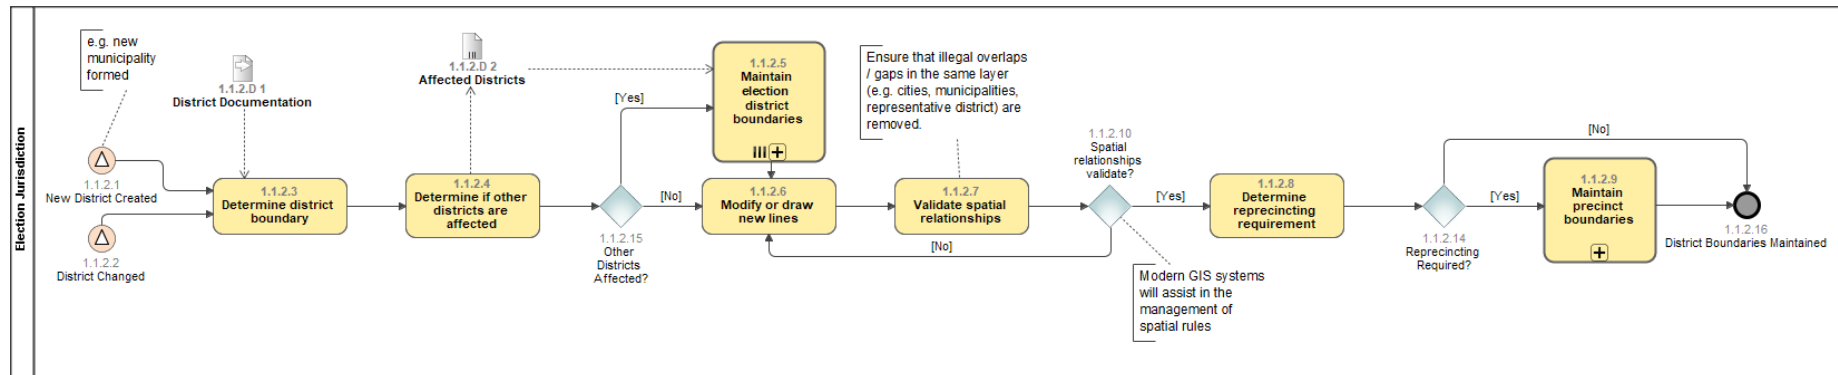 Election Jurisdiction
e.g. new
municipality
formed
1.1.2.1
New District Created
1.1.2.2
District Changed
1.1.2.D 1
District Documentation
1.1.2.3
Determine district
boundary
1.1.2.D 2
Affected Districts
1.1.2.4
Determine if other
districts are
affected
1.1.2.15
Other
Districts
Affected?
[Yes]
[No]
1.1.2.5
Maintain
election
district
boundaries
1.1.2.6
Modify or draw
new lines
Ensure that illegal overlaps
/ gaps in the same layer
(e.g. cities, municipalities,
representative district) are
removed.
1.1.2.7
Validate spatial
relationships
1.1.2.10
Spatial
relationships
validate?
[Yes]
[No]
Modern GIS systems
will assist in the
management of
spatial rules
1.1.2.8
Determine
reprecincting
requirement
1.1.2.14
Reprecincting
Required?
[No]
[Yes]
1.1.2.9
Maintain
precinct
boundaries
1.1.2.16
District Boundaries Maintained